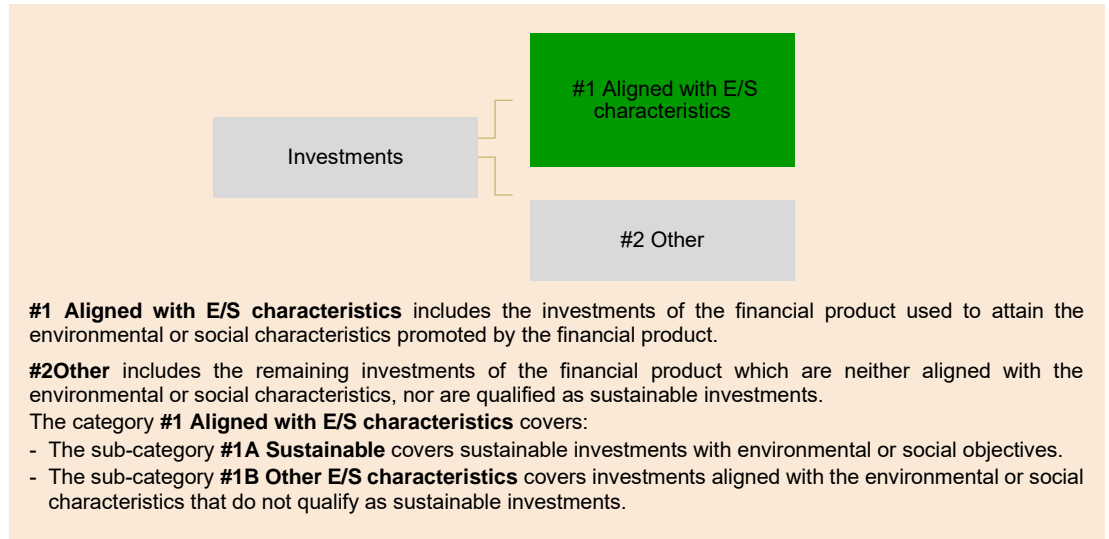 #1 Aligned with E/S
characteristics
Investments
#2 Other
#1 Aligned with E/S characteristics includes the investments of the financial product used to attain the
environmental or social characteristics promoted by the financial product.
#2Other includes the remaining investments of the financial product which are neither aligned with the
environmental or social characteristics, nor are qualified as sustainable investments.
The category #1 Aligned with E/S characteristics covers:
- The sub-category #1A Sustainable covers sustainable investments with environmental or social objectives.
- The sub-category #1B Other E/S characteristics covers investments aligned with the environmental or social
characteristics that do not qualify as sustainable investments.